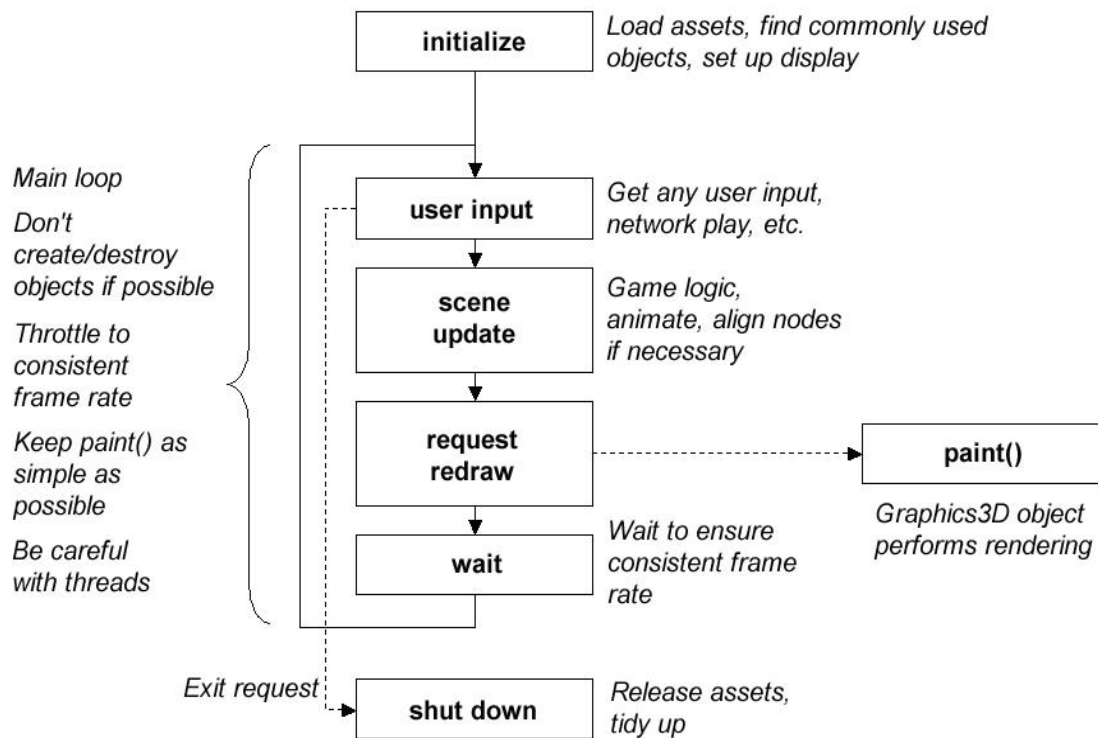 initialize
Load assets, find commonly used
objects, set up display
Main loop
Don't
create/destroy
objects if possible
Throttle to
consistent
frame rate
Keep paint() as
simple as
possible
Be careful
with threads
user input
Get any user input,
network play, etc.
scene
update
Game logic,
animate, align nodes
if necessary
request
redraw
paint()
Graphics3D object
performs rendering
wait
Wait to ensure
consistent frame
rate
Exit request
shut down
Release assets,
tidy up